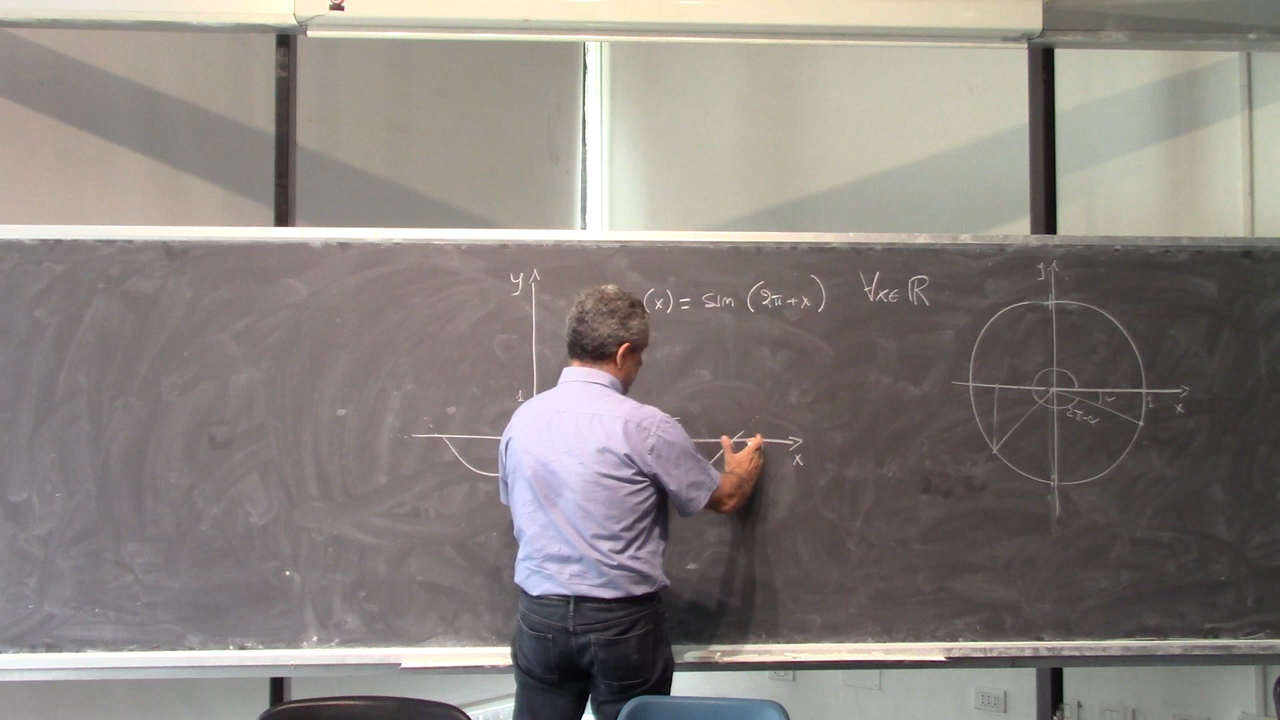 y
(x) = sin (2π+x) ∀x∈ℝ
1
x
y
2π-α
α
1
x